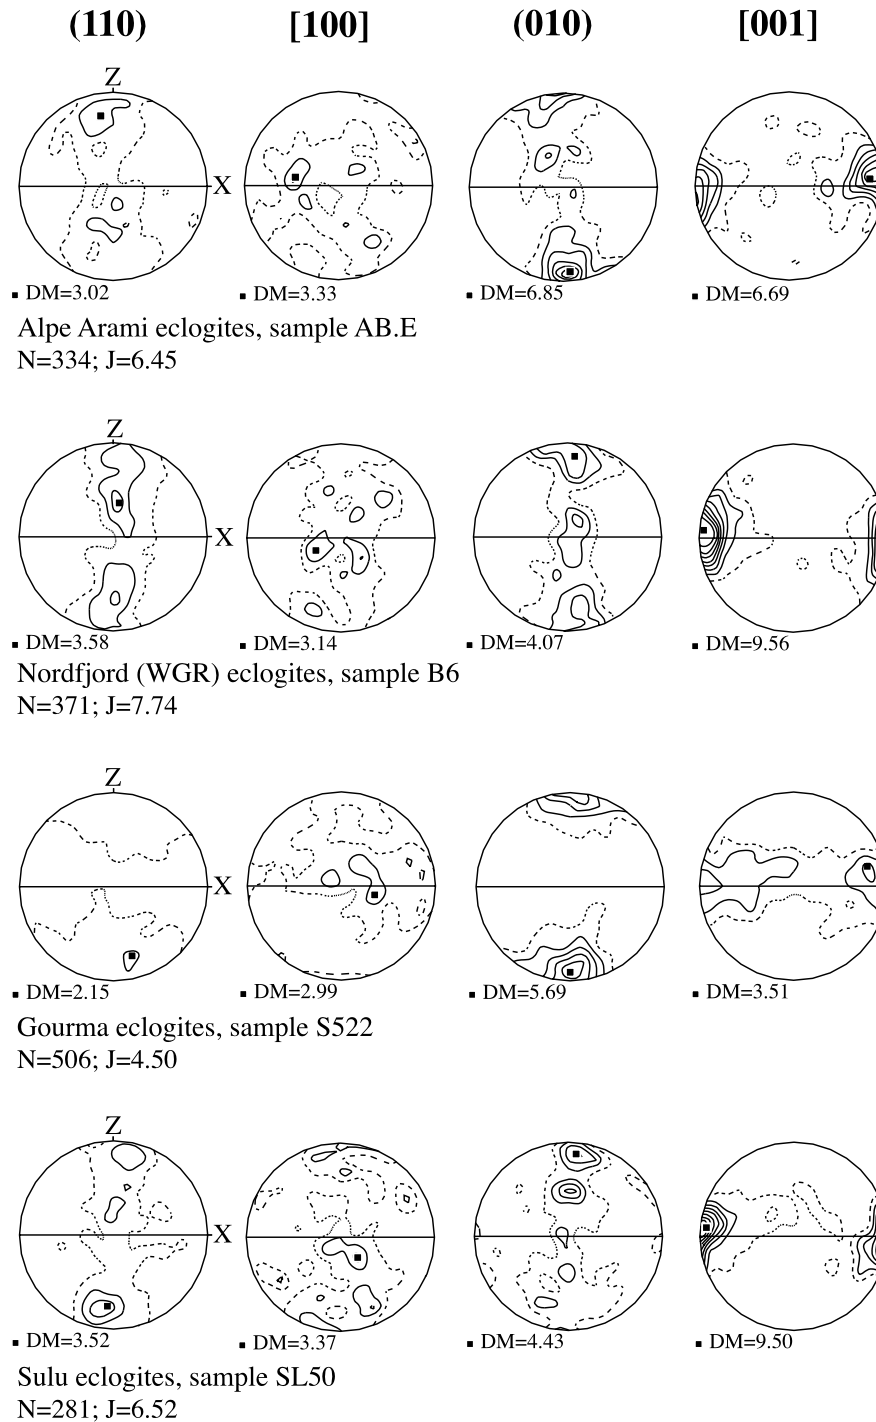 (110) [100] (010) [001]
Z
X
DM=3.02 DM=3.33 DM=6.85 DM=6.69
Alpe Arami eclogites, sample AB.E
N=334; J=6.45
Z
X
DM=3.58 DM=3.14 DM=4.07 DM=9.56
Nordfjord (WGR) eclogites, sample B6
N=371; J=7.74
Z
X
DM=2.15 DM=2.99 DM=5.69 DM=3.51
Gourma eclogites, sample S522
N=506; J=4.50
Z
X
DM=3.52 DM=3.37 DM=4.43 DM=9.50
Sulu eclogites, sample SL50
N=281; J=6.52